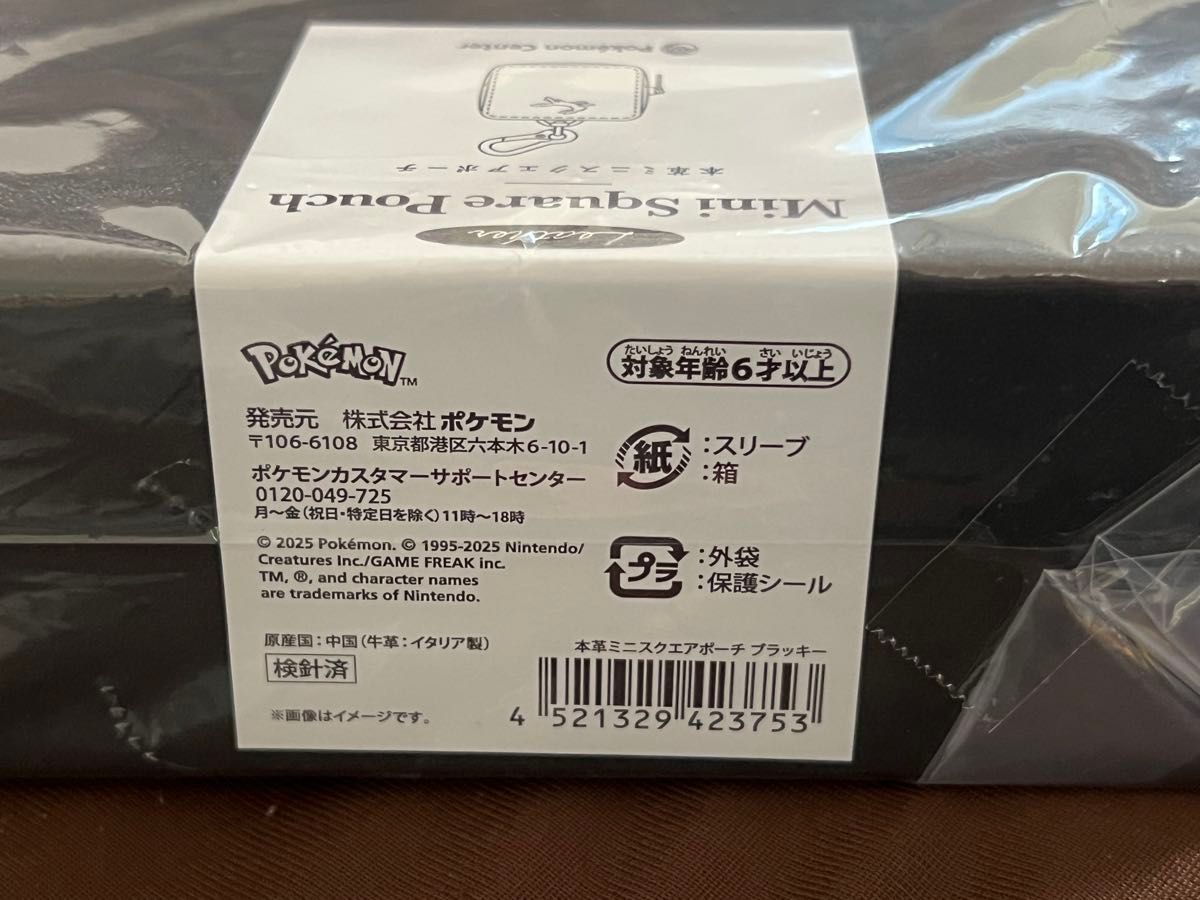 Pokémon Center
本革ミニスクエアポーチ
Mini Square Pouch
Leather
POKéMON™
たいしょう ねんれい さい いじょう
対象年齢6才以上
発売元 株式会社ポケモン
〒106-6108 東京都港区六本木6-10-1
ポケモンカスタマーサポートセンター
0120-049-725
月～金(祝日・特定日を除く)11時～18時
© 2025 Pokémon. © 1995-2025 Nintendo/
Creatures Inc./GAME FREAK inc.
TM, ®, and character names
are trademarks of Nintendo.
紙:スリーブ
:箱
プラ:外袋
:保護シール
原産国:中国(牛革:イタリア製)
検針済
※画像はイメージです。
本革ミニスクエアポーチ ブラッキー
4 521329 423753